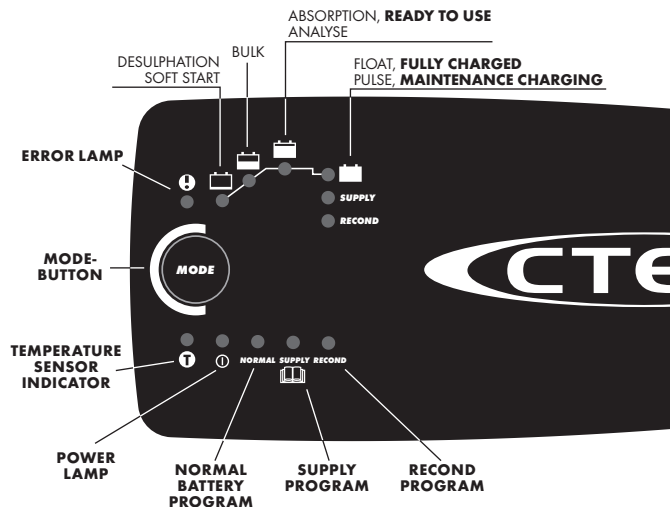 ABSORPTION, READY TO USE
ANALYSE
BULK
DESULPHATION
SOFT START
FLOAT, FULLY CHARGED
PULSE, MAINTENANCE CHARGING
ERROR LAMP
SUPPLY
RECOND
MODE-
BUTTON
MODE
CTE
TEMPERATURE
SENSOR
INDICATOR
T
NORMAL SUPPLY RECOND
POWER
LAMP
NORMAL
BATTERY
PROGRAM
SUPPLY
PROGRAM
RECOND
PROGRAM